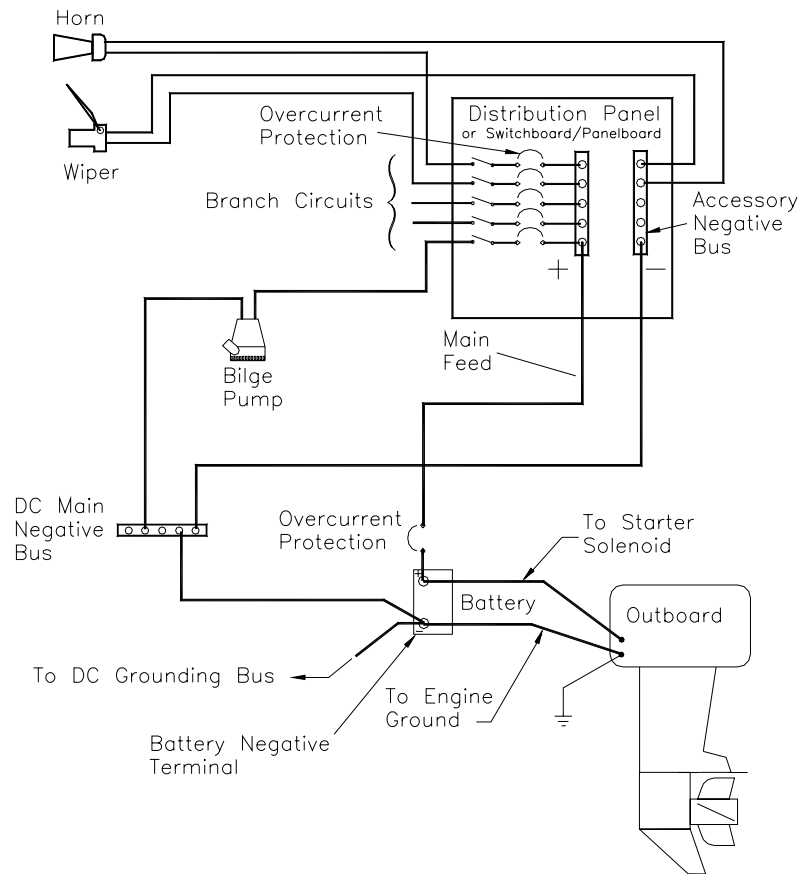 Horn
Wiper
Overcurrent
Protection
Distribution Panel
or Switchboard/Panelboard
Branch Circuits
Accessory
Negative
Bus
+
−
Main
Feed
Bilge
Pump
DC Main
Negative
Bus
Overcurrent
Protection
To Starter
Solenoid
+
Battery
−
Outboard
To DC Grounding Bus
To Engine
Ground
Battery Negative
Terminal